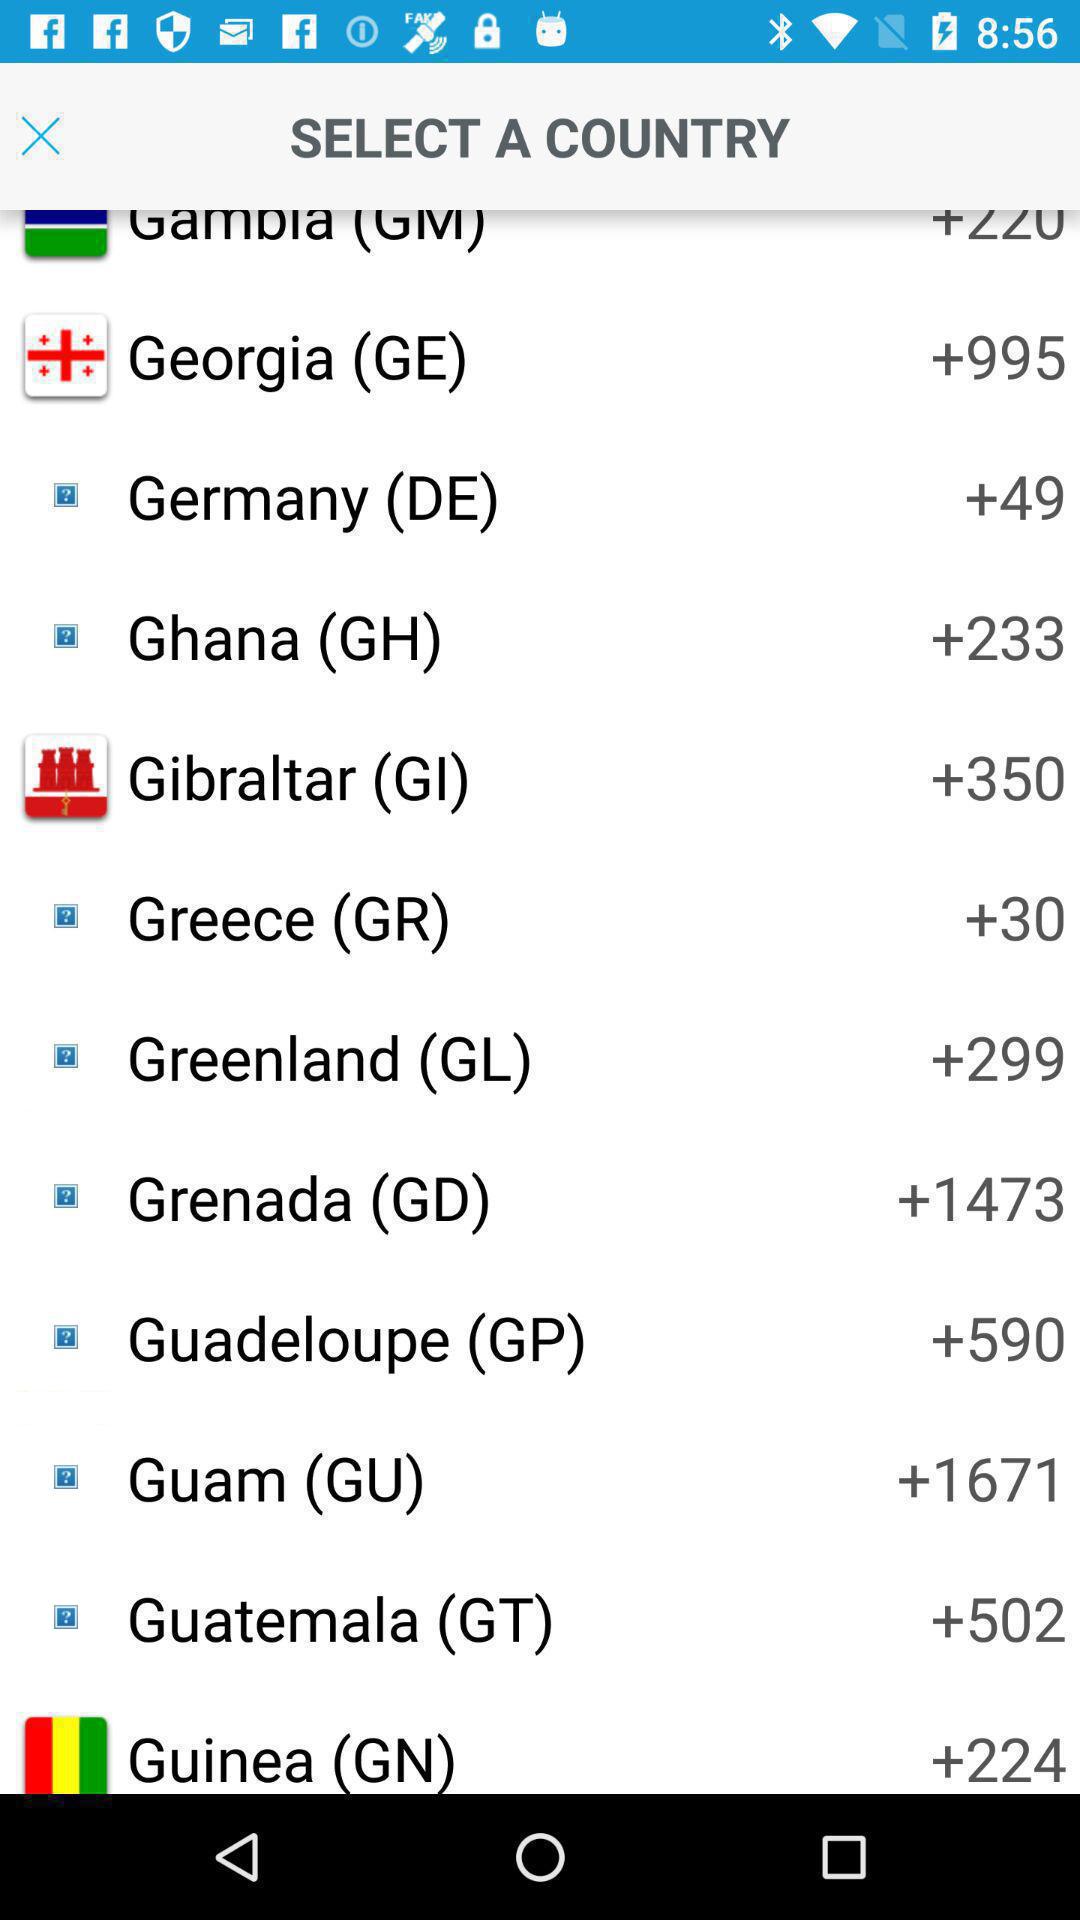 FAKE
8:56
SELECT A COUNTRY
Gambia (GM) +220
Georgia (GE) +995
Germany (DE) +49
Ghana (GH) +233
Gibraltar (GI) +350
Greece (GR) +30
Greenland (GL) +299
Grenada (GD) +1473
Guadeloupe (GP) +590
Guam (GU) +1671
Guatemala (GT) +502
Guinea (GN) +224